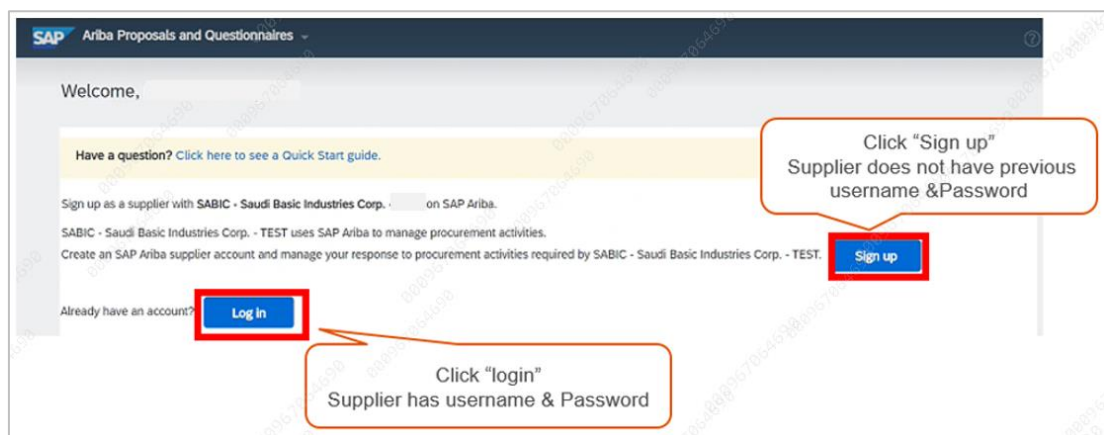 SAP Ariba Proposals and Questionnaires
Welcome,
Have a question? Click here to see a Quick Start guide.
Click “Sign up”
Supplier does not have previous
username &Password
Sign up as a supplier with SABIC - Saudi Basic Industries Corp. - on SAP Ariba.
SABIC - Saudi Basic Industries Corp. - TEST uses SAP Ariba to manage procurement activities.
Create an SAP Ariba supplier account and manage your response to procurement activities required by SABIC - Saudi Basic Industries Corp. - TEST. Sign up
Already have an account? Log in
Click “login”
Supplier has username & Password